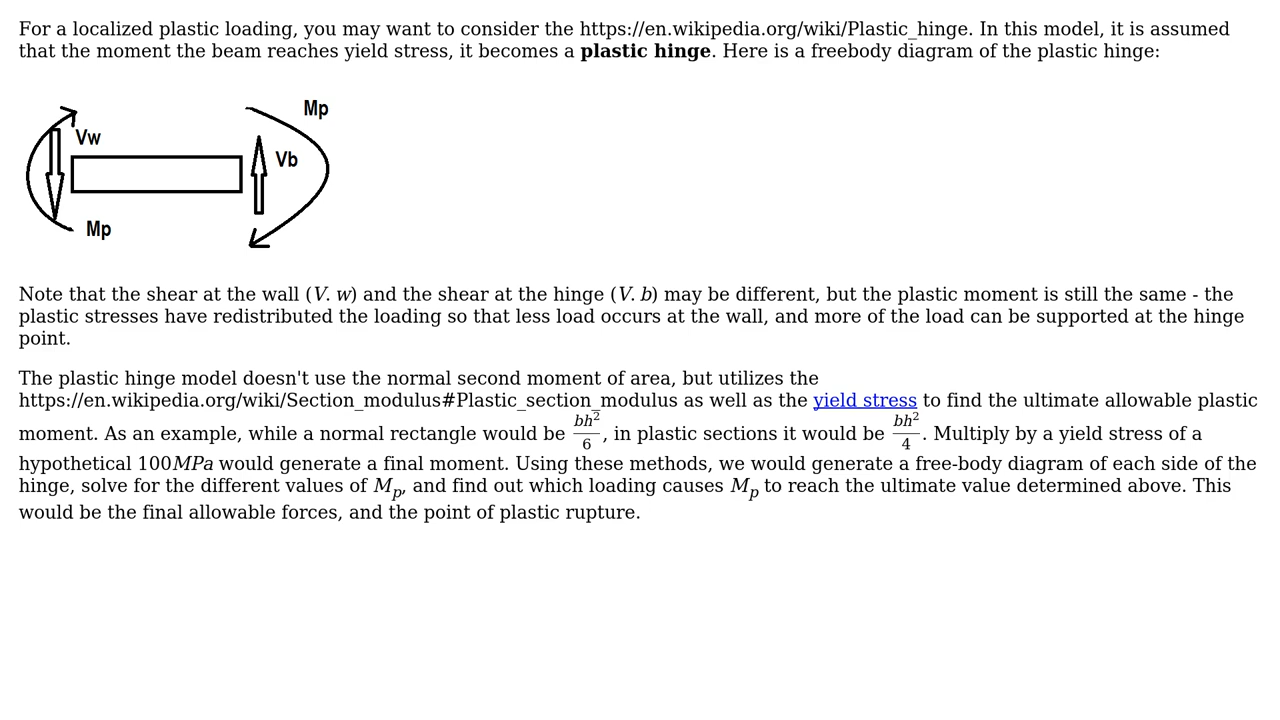 For a localized plastic loading, you may want to consider the https://en.wikipedia.org/wiki/Plastic_hinge. In this model, it is assumed
that the moment the beam reaches yield stress, it becomes a plastic hinge. Here is a freebody diagram of the plastic hinge:
Mp
Vw
Vb
Mp
Note that the shear at the wall (V. w) and the shear at the hinge (V. b) may be different, but the plastic moment is still the same - the
plastic stresses have redistributed the loading so that less load occurs at the wall, and more of the load can be supported at the hinge
point.
The plastic hinge model doesn't use the normal second moment of area, but utilizes the
https://en.wikipedia.org/wiki/Section_modulus#Plastic_section_modulus as well as the yield stress to find the ultimate allowable plastic
moment. As an example, while a normal rectangle would be bh²/6, in plastic sections it would be bh²/4. Multiply by a yield stress of a
hypothetical 100MPa would generate a final moment. Using these methods, we would generate a free-body diagram of each side of the
hinge, solve for the different values of Mp, and find out which loading causes Mp to reach the ultimate value determined above. This
would be the final allowable forces, and the point of plastic rupture.